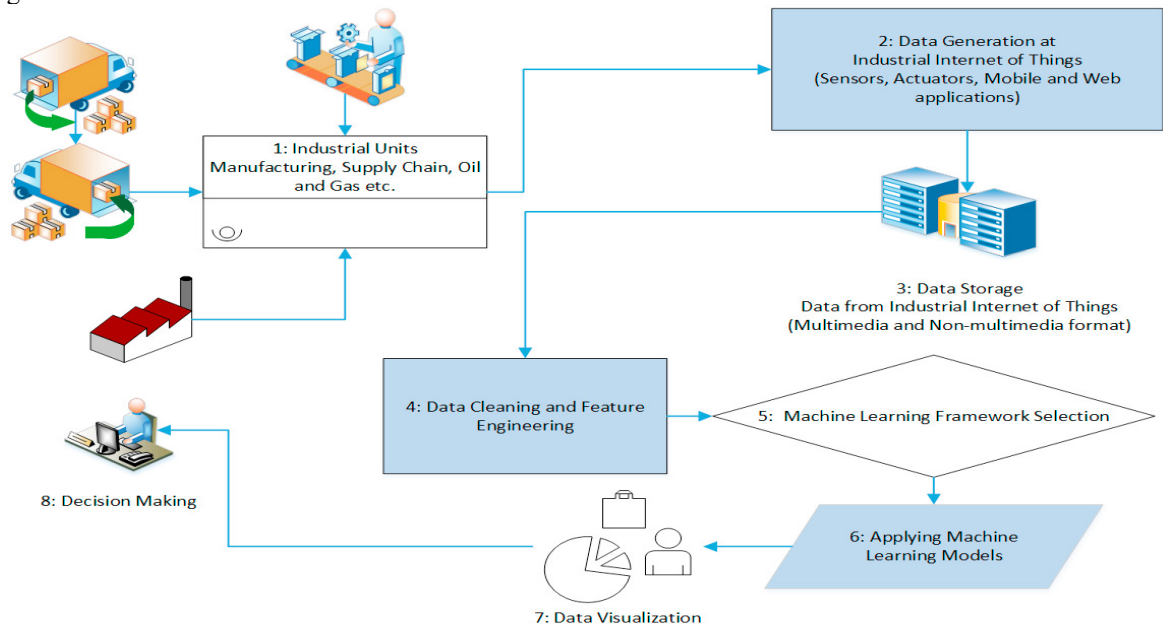 1: Industrial Units
Manufacturing, Supply Chain, Oil
and Gas etc.
2: Data Generation at
Industrial Internet of Things
(Sensors, Actuators, Mobile and Web
applications)
3: Data Storage
Data from Industrial Internet of Things
(Multimedia and Non-multimedia format)
4: Data Cleaning and Feature
Engineering
5: Machine Learning Framework Selection
6: Applying Machine
Learning Models
7: Data Visualization
8: Decision Making